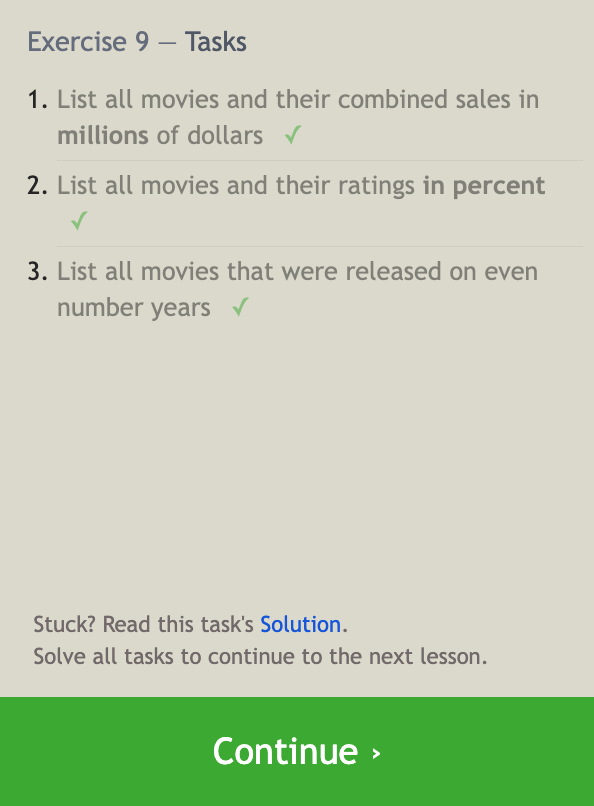 Exercise 9 — Tasks
1. List all movies and their combined sales in
millions of dollars ✓
2. List all movies and their ratings in percent
✓
3. List all movies that were released on even
number years ✓
Stuck? Read this task's Solution.
Solve all tasks to continue to the next lesson.
Continue ›